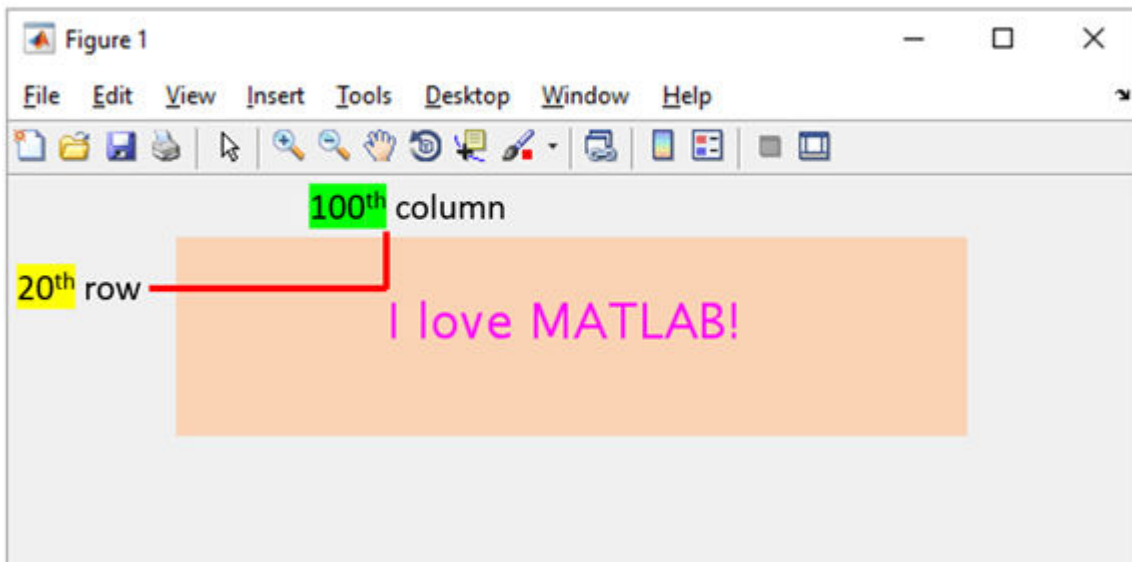 Figure 1
File Edit View Insert Tools Desktop Window Help
100th column
20th row
I love MATLAB!